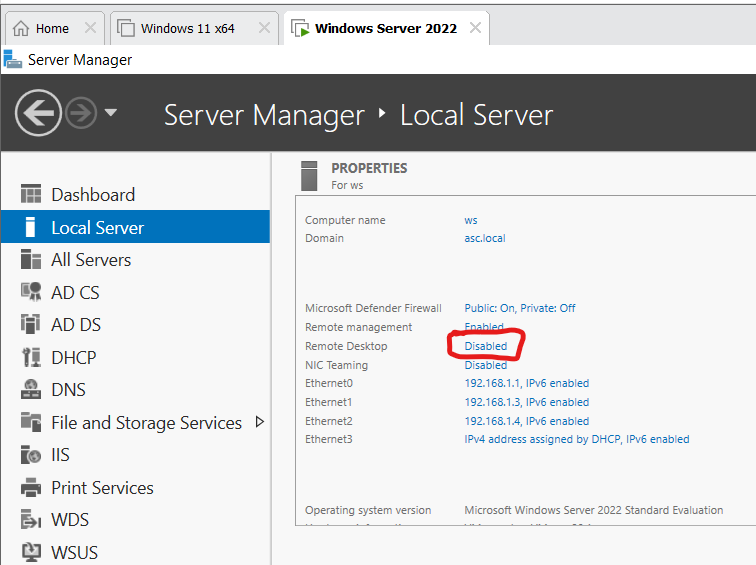 Home
Windows 11 x64
Windows Server 2022
Server Manager
Server Manager Local Server
Dashboard
Local Server
All Servers
AD CS
AD DS
DHCP
DNS
File and Storage Services
IIS
Print Services
WDS
WSUS
PROPERTIES
For ws
Computer name ws
Domain asc.local
Microsoft Defender Firewall Public: On, Private: Off
Remote management Enabled
Remote Desktop Disabled
NIC Teaming Disabled
Ethernet0 192.168.1.1, IPv6 enabled
Ethernet1 192.168.1.3, IPv6 enabled
Ethernet2 192.168.1.4, IPv6 enabled
Ethernet3 IPv4 address assigned by DHCP, IPv6 enabled
Operating system version Microsoft Windows Server 2022 Standard Evaluation